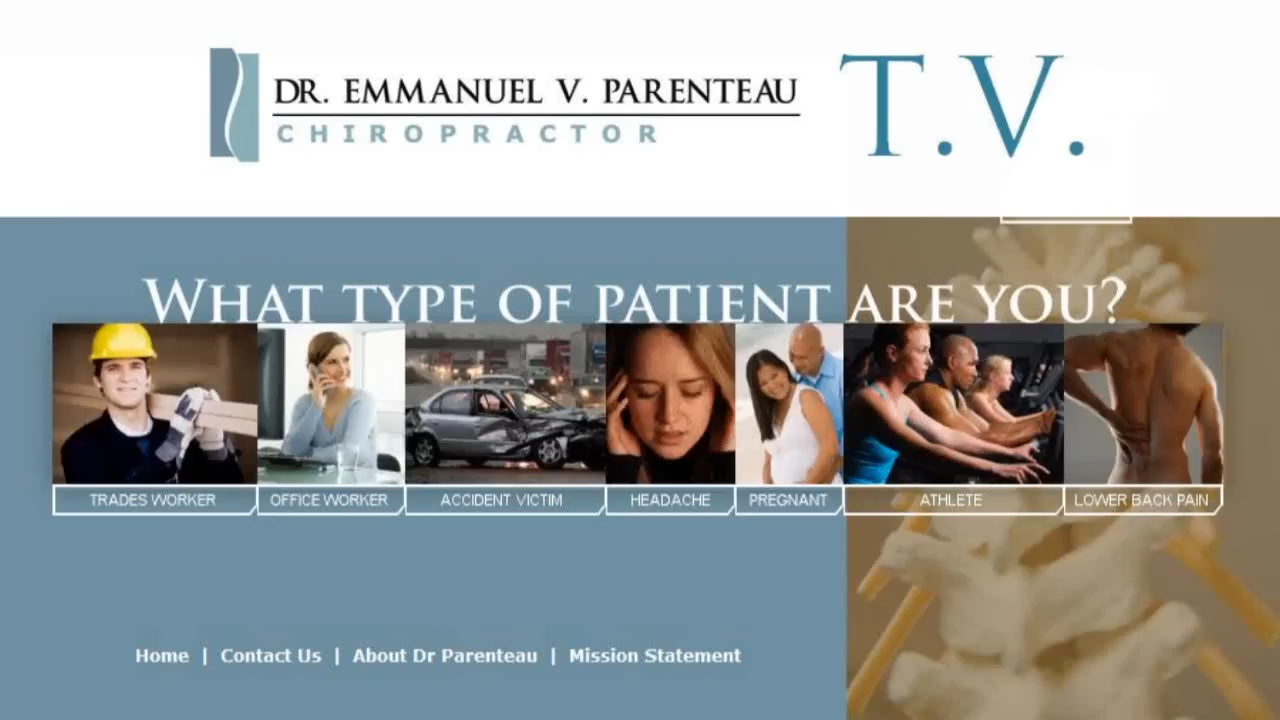 DR. EMMANUEL V. PARENTEAU
CHIROPRACTOR
T.V.
WHAT TYPE OF PATIENT ARE YOU?
TRADES WORKER
OFFICE WORKER
ACCIDENT VICTIM
HEADACHE
PREGNANT
ATHLETE
LOWER BACK PAIN
Home | Contact Us | About Dr Parenteau | Mission Statement